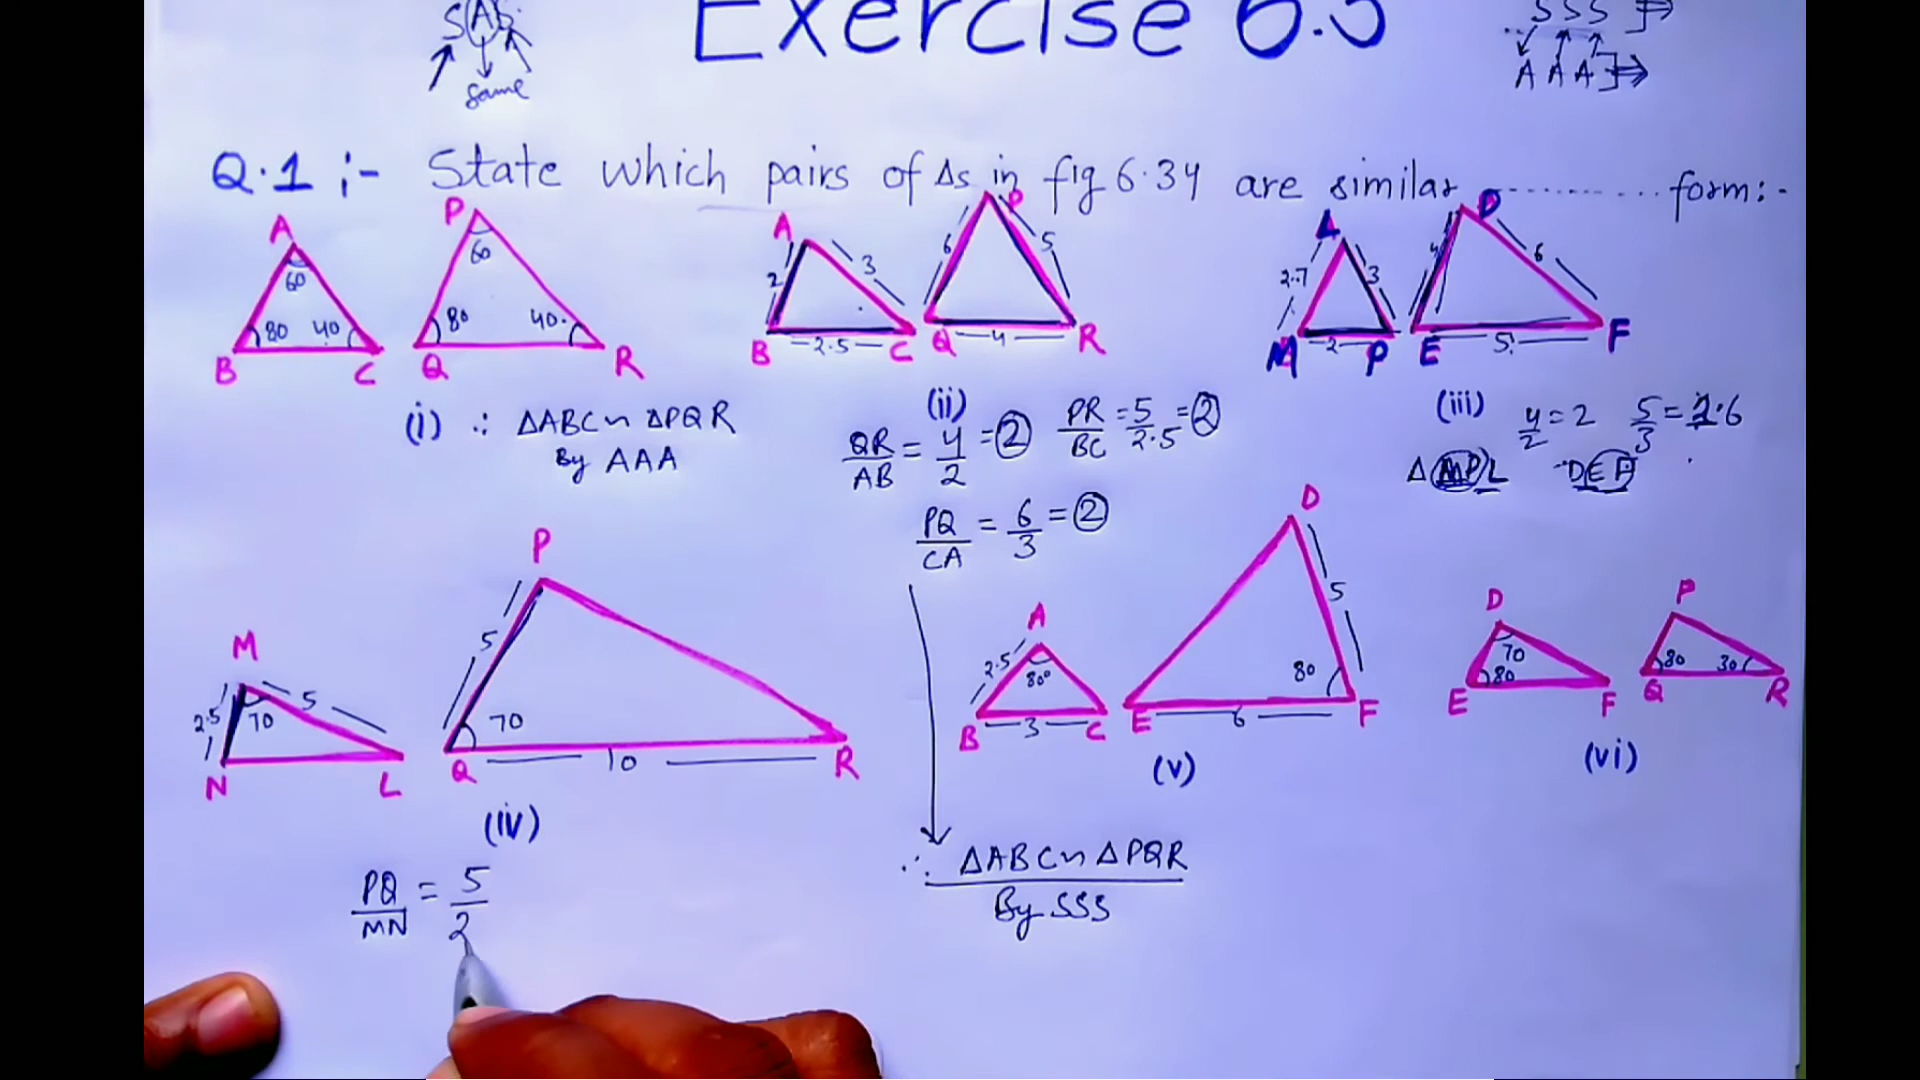 SAS
same
Exercise 6.3
SSS
AAA
Q.1 :- State which pairs of Δs in fig 6.34 are similar ............ form:-
A
60
B 80 40 C
P
60
Q 80 40 R
(i) ∴ ΔABC ~ ΔPQR
By AAA
A
2 3
B 2.5 C
P
6 5
Q 4 R
(ii)
QR/AB = 4/2 = 2 PR/BC = 5/2.5 = 2
PQ/CA = 6/3 = 2
L
2.7 3
M 2 P
D
4 6
E 5 F
(iii)
4/2 = 2 5/3 = 2.6
Δ MPL DEF
M
2.5 70 5
N L
P
5
70
Q 10 R
(iv)
PQ/MN = 5/2
A
2.5 80°
B 3 C
D
5
80
E 6 F
(v)
∴ ΔABC ~ ΔPQR
By SSS
D
70
E 80 F
P
80 30
Q R
(vi)